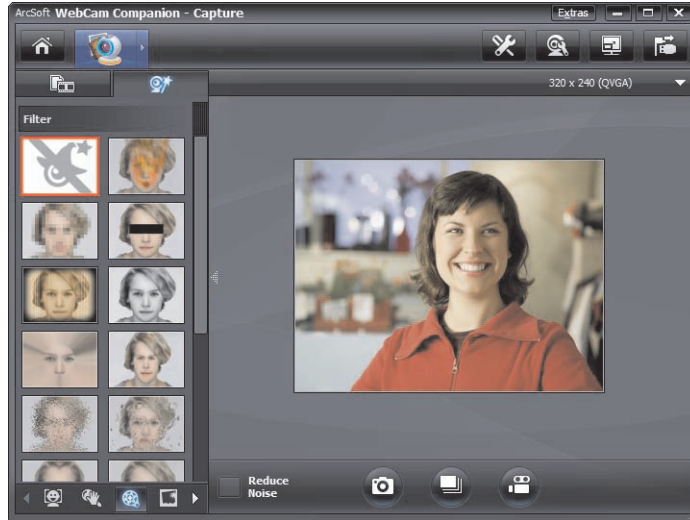 ArcSoft WebCam Companion - Capture
Extras
320 x 240 (QVGA)
Filter
Reduce
Noise